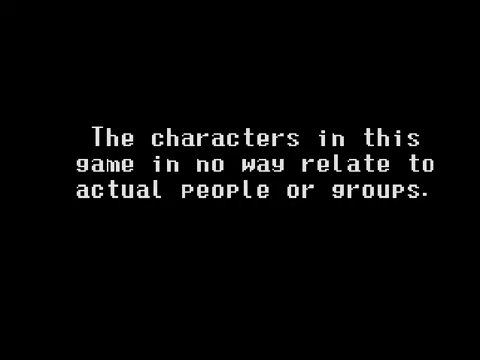 The characters in this
game in no way relate to
actual people or groups.